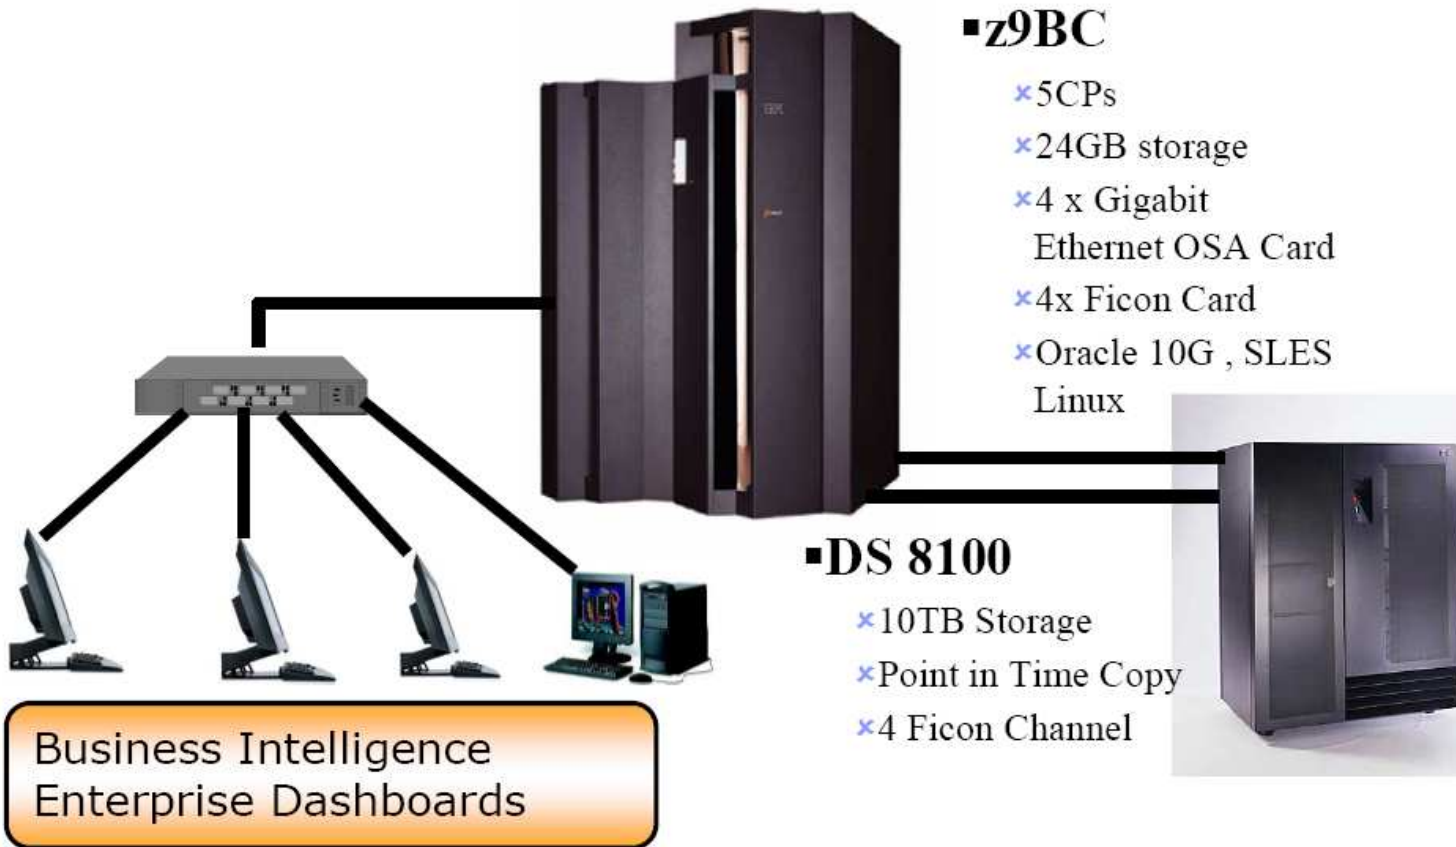 ▪z9BC
×5CPs
×24GB storage
×4 x Gigabit
Ethernet OSA Card
×4x Ficon Card
×Oracle 10G , SLES
Linux
▪DS 8100
×10TB Storage
×Point in Time Copy
×4 Ficon Channel
Business Intelligence
Enterprise Dashboards